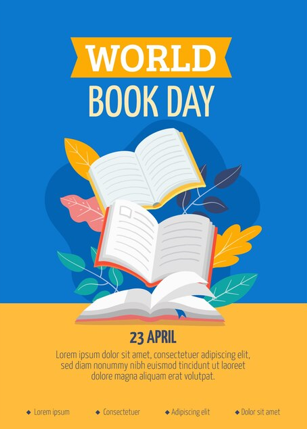 WORLD
BOOK DAY
23 APRIL
Lorem ipsum dolor sit amet, consectetuer adipiscing elit,
sed diam nonummy nibh euismod tincidunt ut laoreet
dolore magna aliquam erat volutpat.
Lorem ipsum
Consectetuer
Adipiscing elit
Dolor sit amet